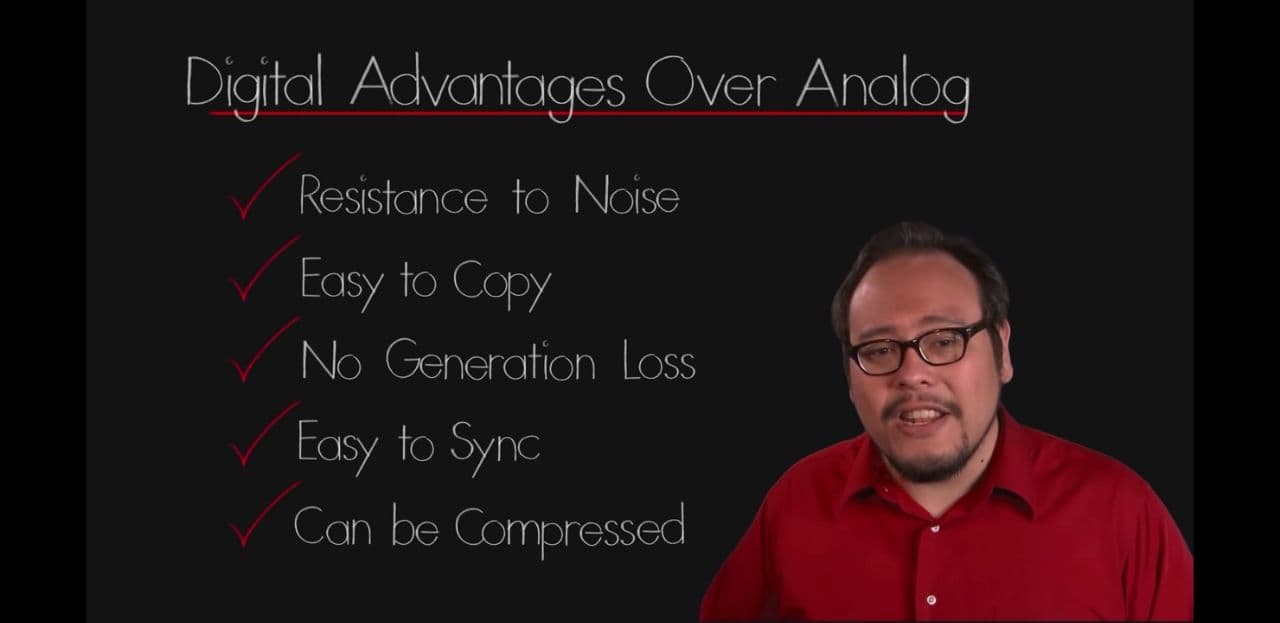 Digital Advantages Over Analog
Resistance to Noise
Easy to Copy
No Generation Loss
Easy to Sync
Can be Compressed